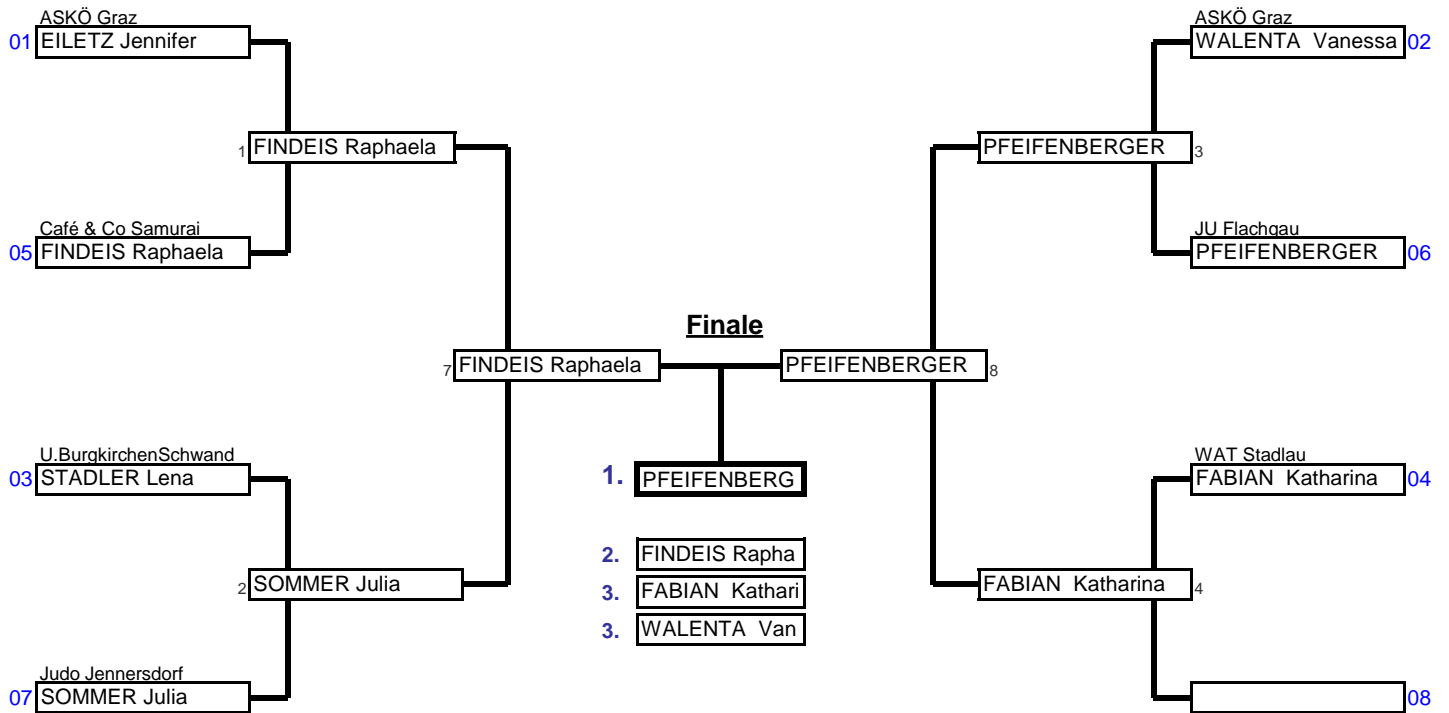 ASKÖ Graz
01 EILETZ Jennifer
ASKÖ Graz
WALENTA  Vanessa 02
1 FINDEIS Raphaela
PFEIFENBERGER 3
Café & Co Samurai
05 FINDEIS Raphaela
JU Flachgau
PFEIFENBERGER 06
Finale
7 FINDEIS Raphaela
PFEIFENBERGER 8
U.BurgkirchenSchwand
03 STADLER Lena
1. PFEIFENBERG
WAT Stadlau
FABIAN  Katharina 04
2. FINDEIS Rapha
2 SOMMER Julia
3. FABIAN  Kathari
FABIAN  Katharina 4
3. WALENTA  Van
Judo Jennersdorf
07 SOMMER Julia
08